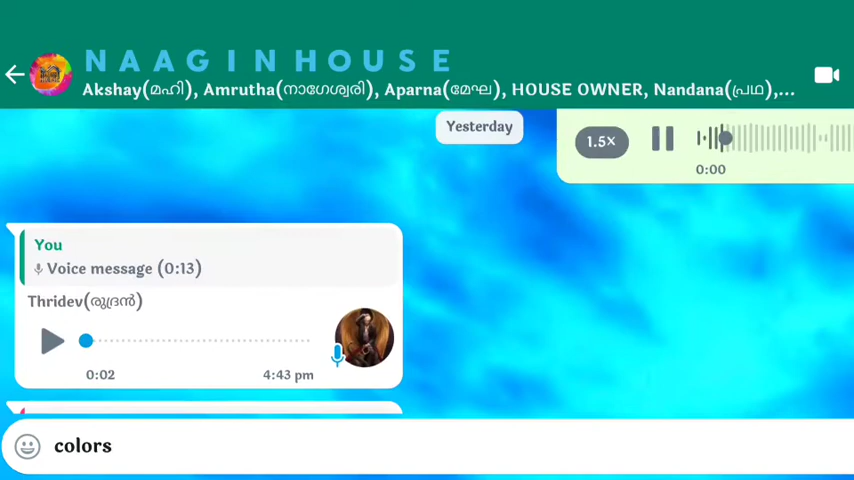 N A A G I N H O U S E
Akshay(മഹി), Amrutha(നാഗേശ്വരി), Aparna(മേഘ), HOUSE OWNER, Nandana(പ്രഥ),...
Yesterday
1.5×
0:00
You
Voice message (0:13)
Thridev(രുദ്രൻ)
0:02
4:43 pm
colors